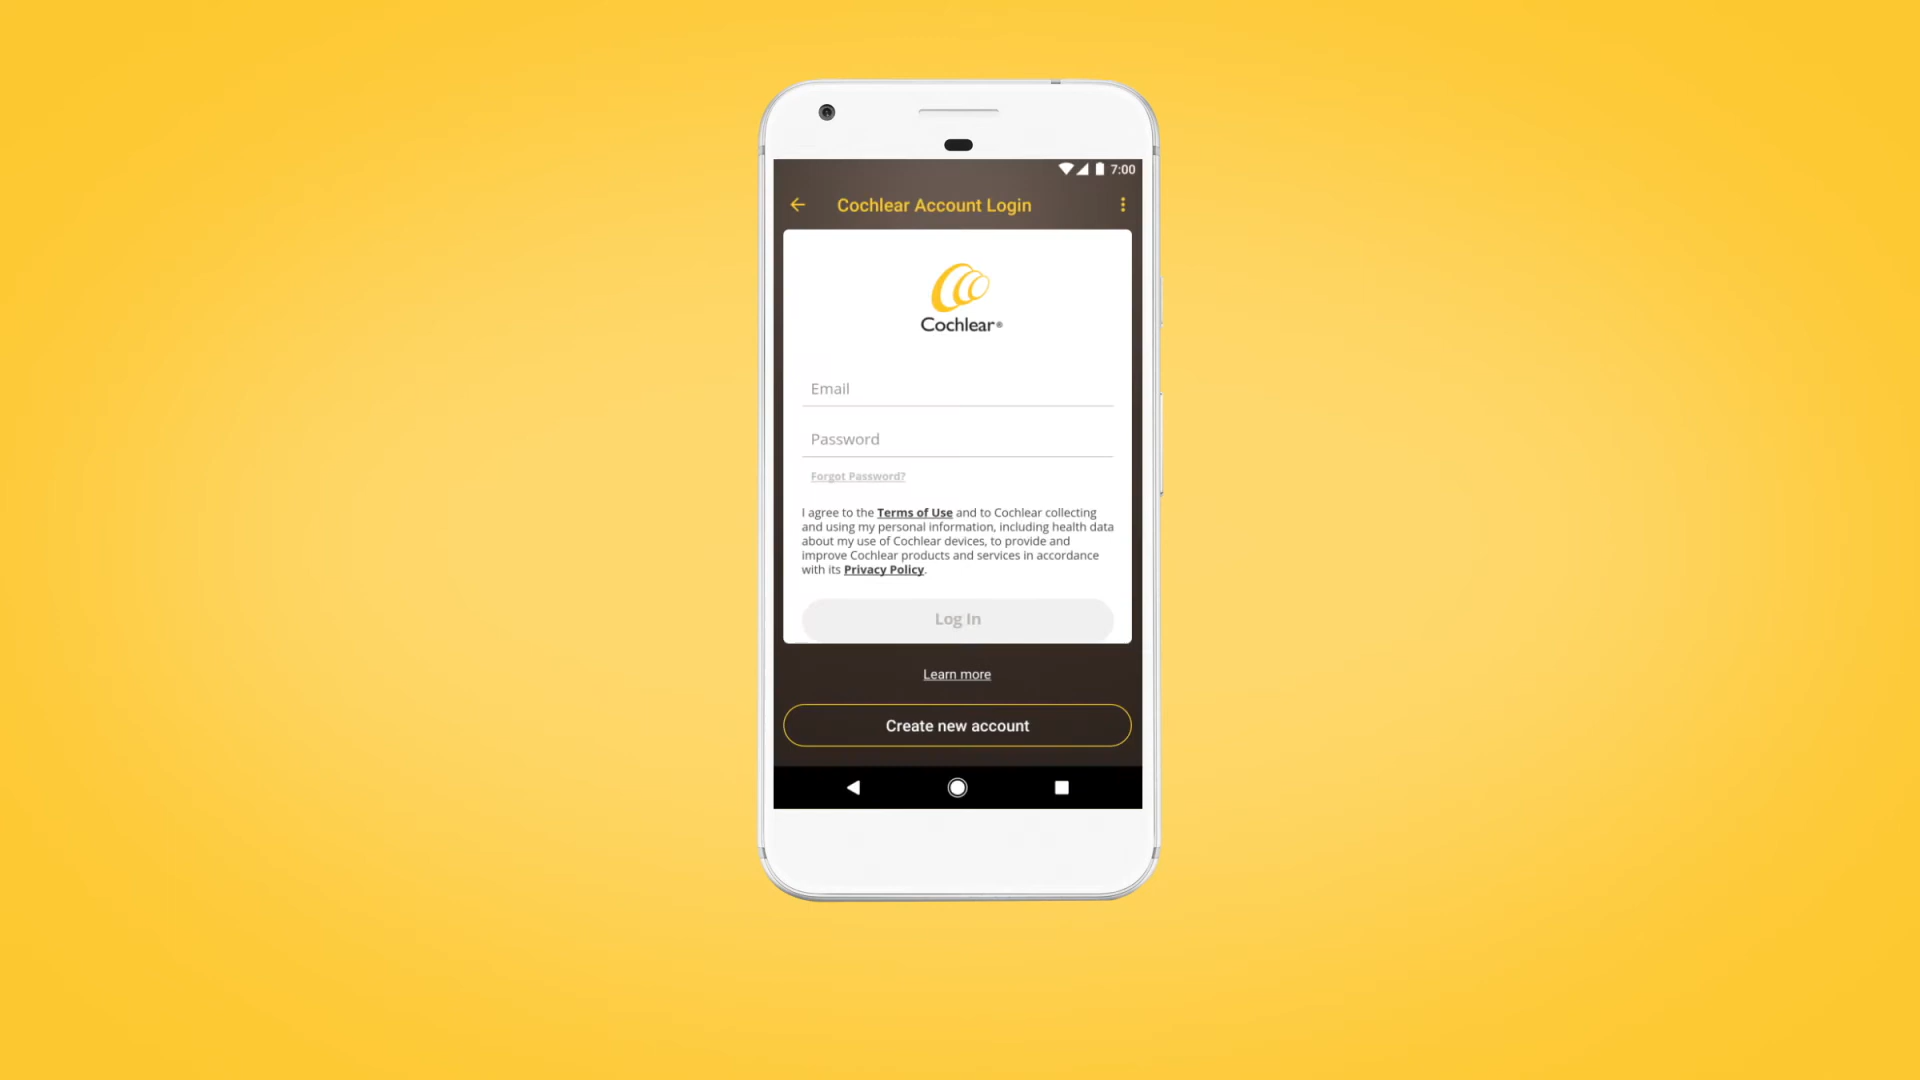 7:00
Cochlear Account Login
Cochlear®
Email
Password
Forgot Password?
I agree to the Terms of Use and to Cochlear collecting
and using my personal information, including health data
about my use of Cochlear devices, to provide and
improve Cochlear products and services in accordance
with its Privacy Policy.
Log In
Learn more
Create new account